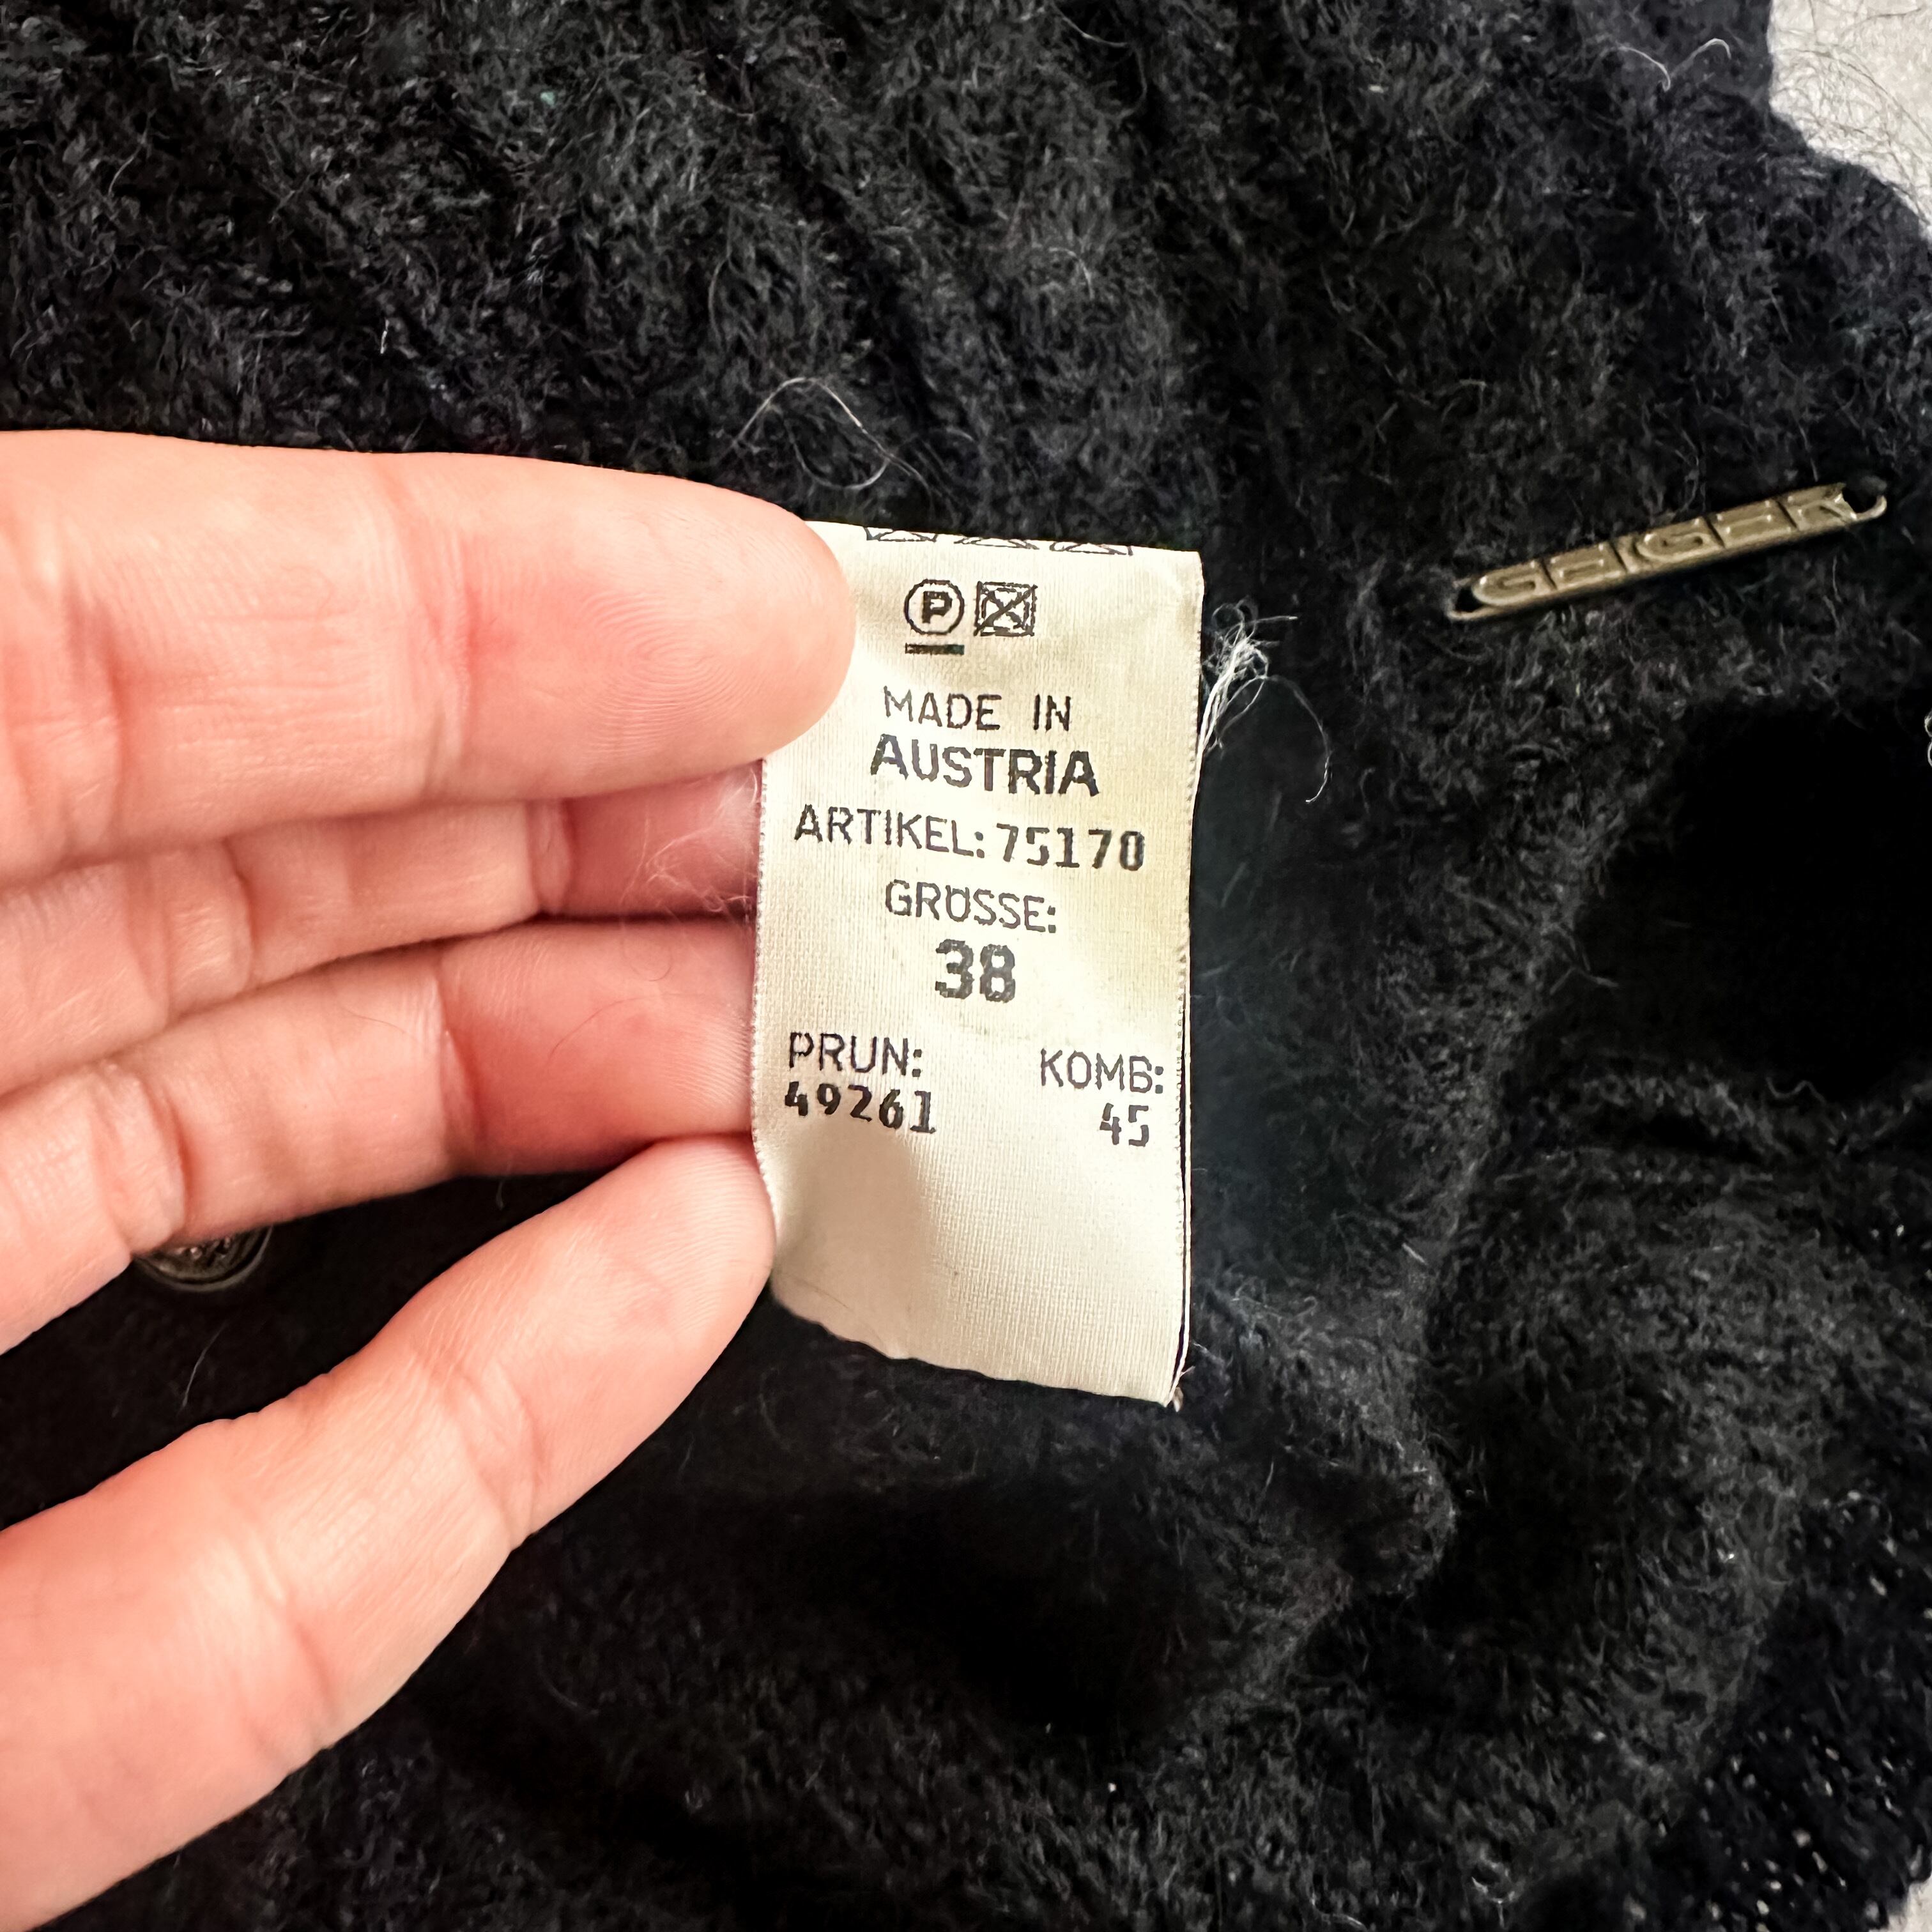 GEIGER
P
MADE IN
AUSTRIA
ARTIKEL: 75170
GRÖSSE:
38
PRUN: KOMB:
49261 45